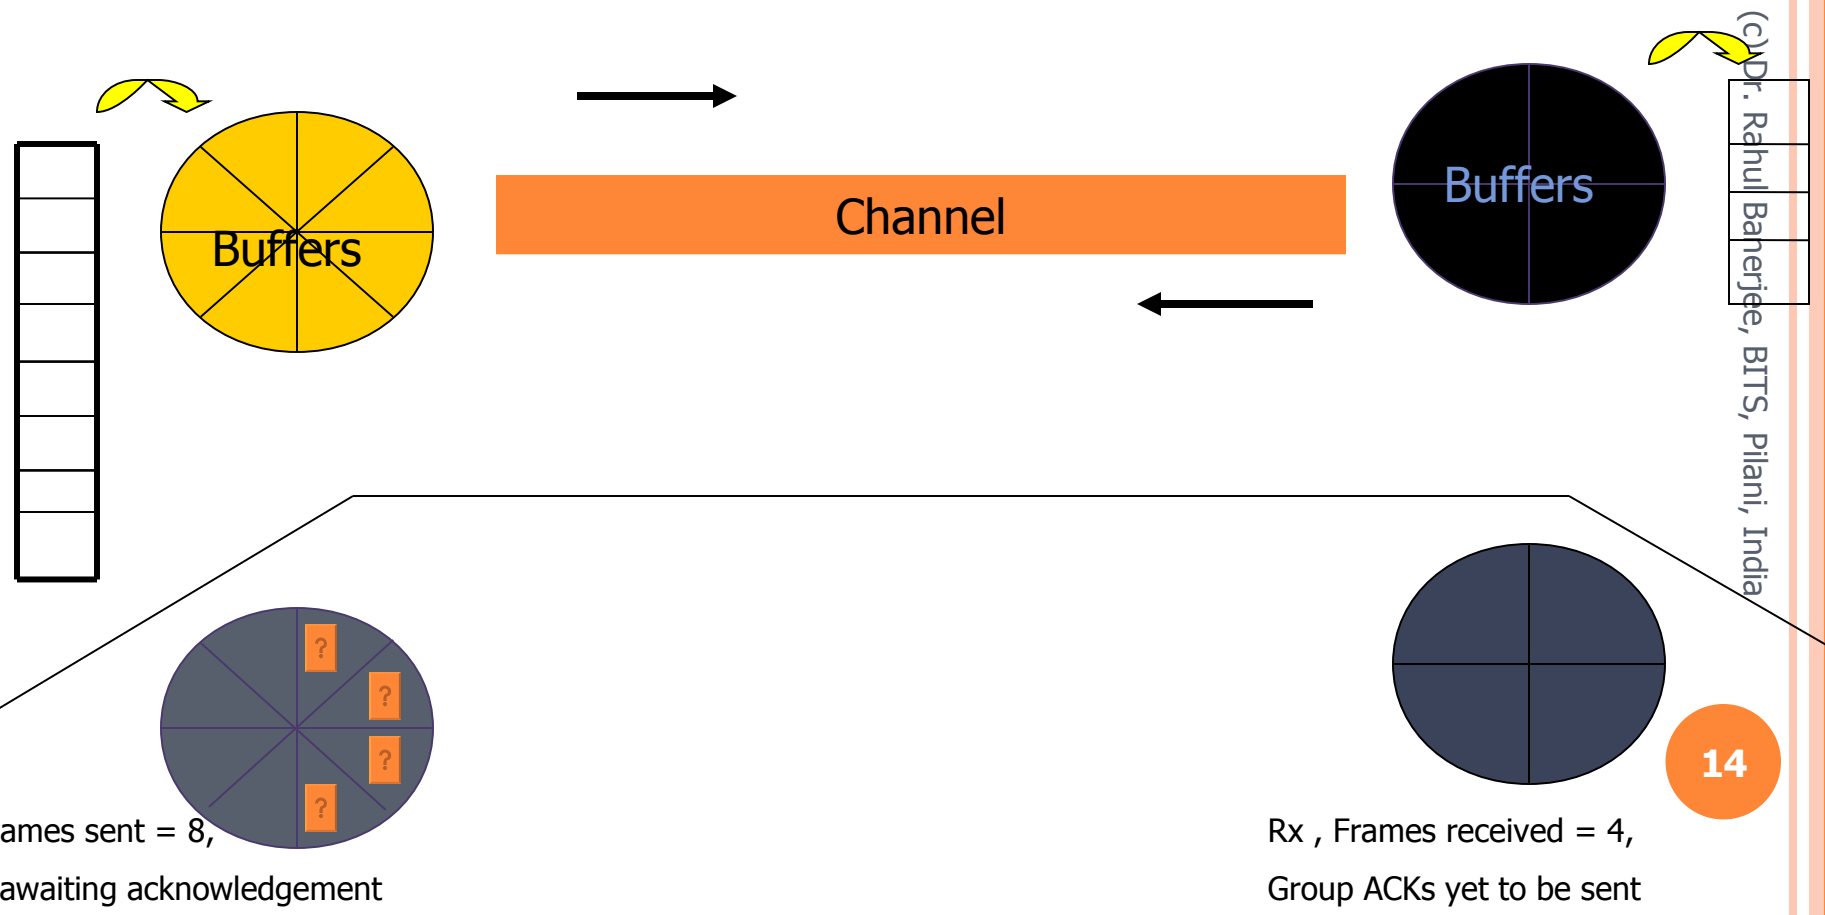 Buffers
Channel
Buffers
(c)Dr. Rahul Banerjee, BITS, Pilani, India
?
?
?
?
14
ames sent = 8,
awaiting acknowledgement
Rx , Frames received = 4,
Group ACKs yet to be sent